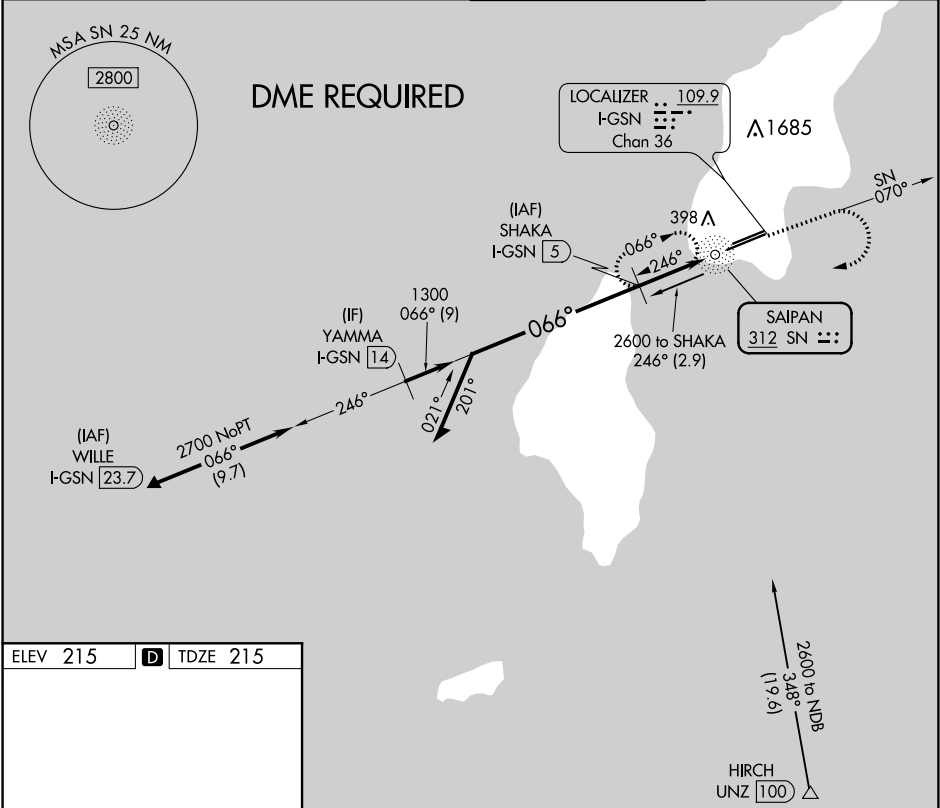 MSA SN 25 NM
2800
DME REQUIRED
LOCALIZER 109.9
I-GSN
Chan 36
1685
SN
070°
398
(IAF)
SHAKA
I-GSN 5
066°
246°
1300
066° (9)
(IF)
YAMMA
I-GSN 14
066°
2600 to SHAKA
246° (2.9)
SAIPAN
312 SN
246°
021°
201°
(IAF)
WILLE
I-GSN 23.7
2700 NoPT
066°
(9.7)
ELEV 215 D TDZE 215
2600 to NDB
348°
(19.6)
HIRCH
UNZ 100